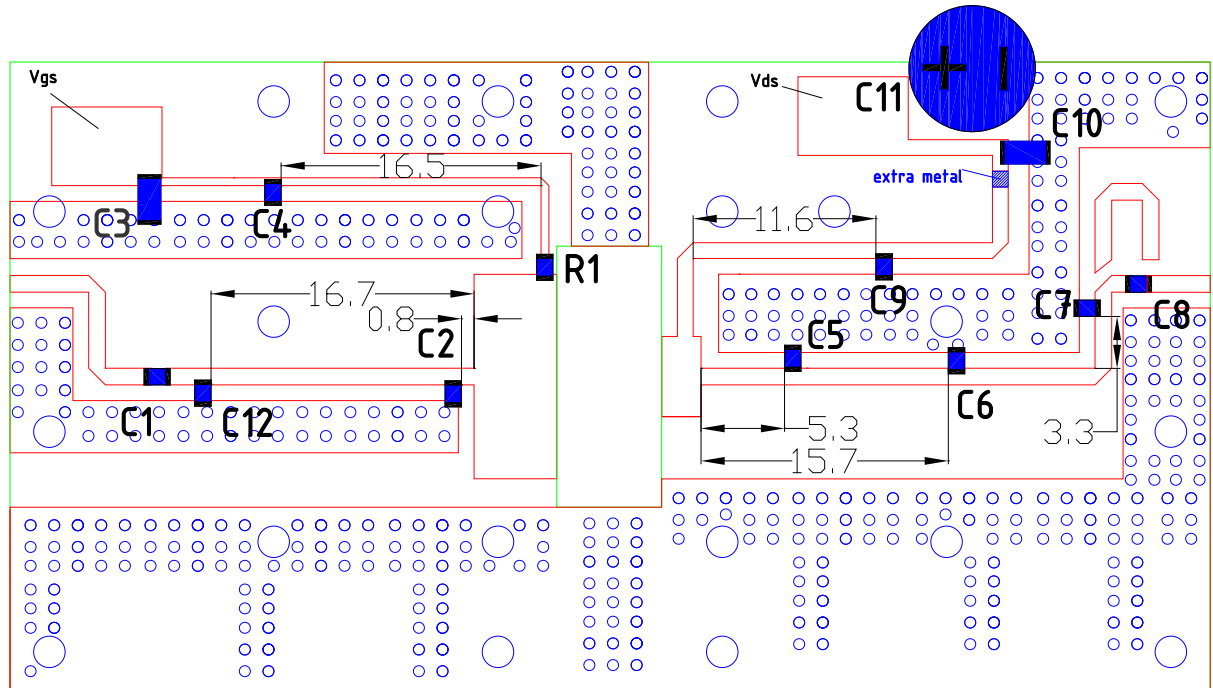 Vgs
Vds
C11
+ -
C10
16.5
extra metal
C3
C4
11.6
R1
16.7
0.8
C2
C9
C7
C8
C5
C1
C12
C6
5.3
3.3
15.7